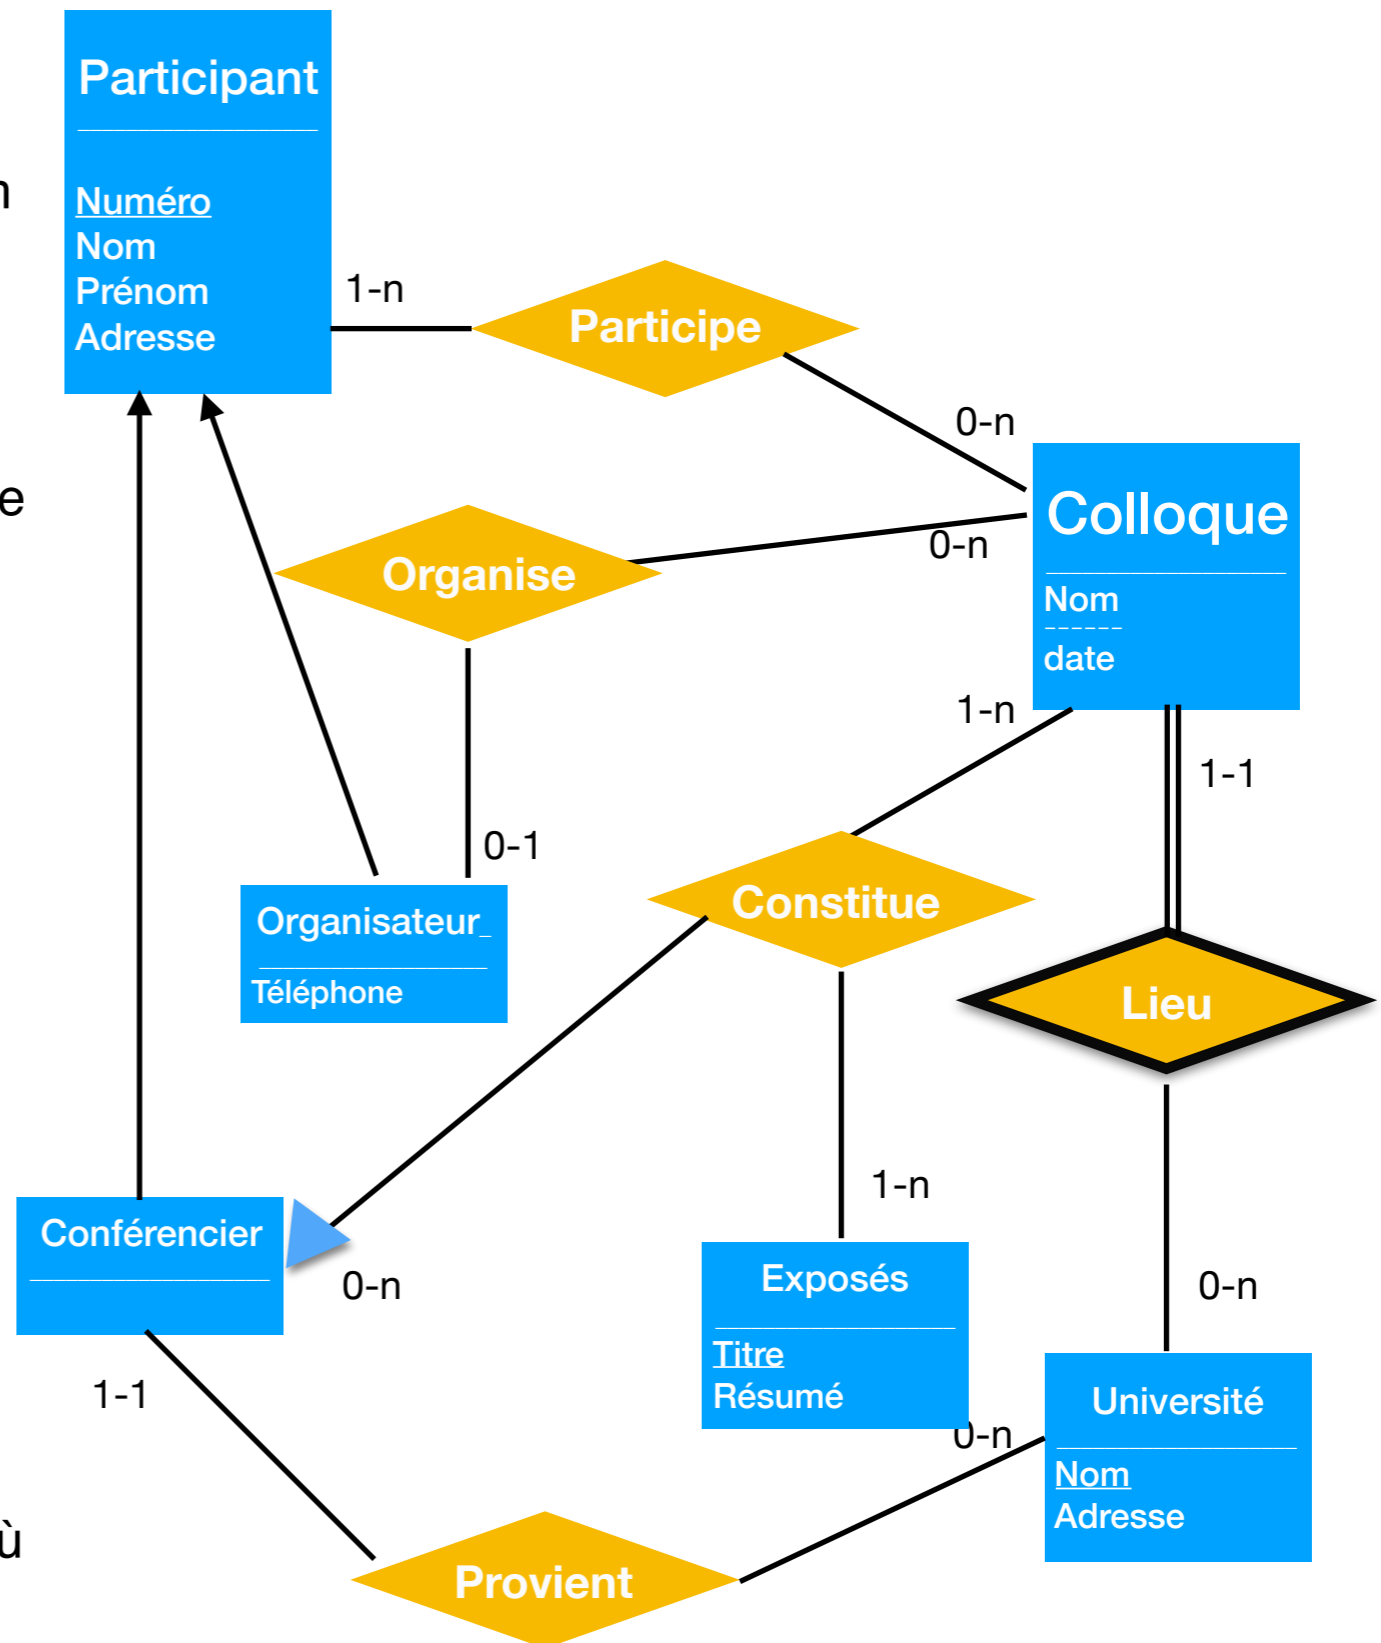 Participant
n
Numéro
Nom
Prénom
Adresse
1-n
Participe
0-n
e
Colloque
Nom
date
Organise
0-n
1-n
1-1
0-1
Organisateur_
Téléphone
Constitue
Lieu
1-n
Conférencier
0-n
Exposés
Titre
Résumé
0-n
Université
Nom
Adresse
1-1
0-n
ù
Provient